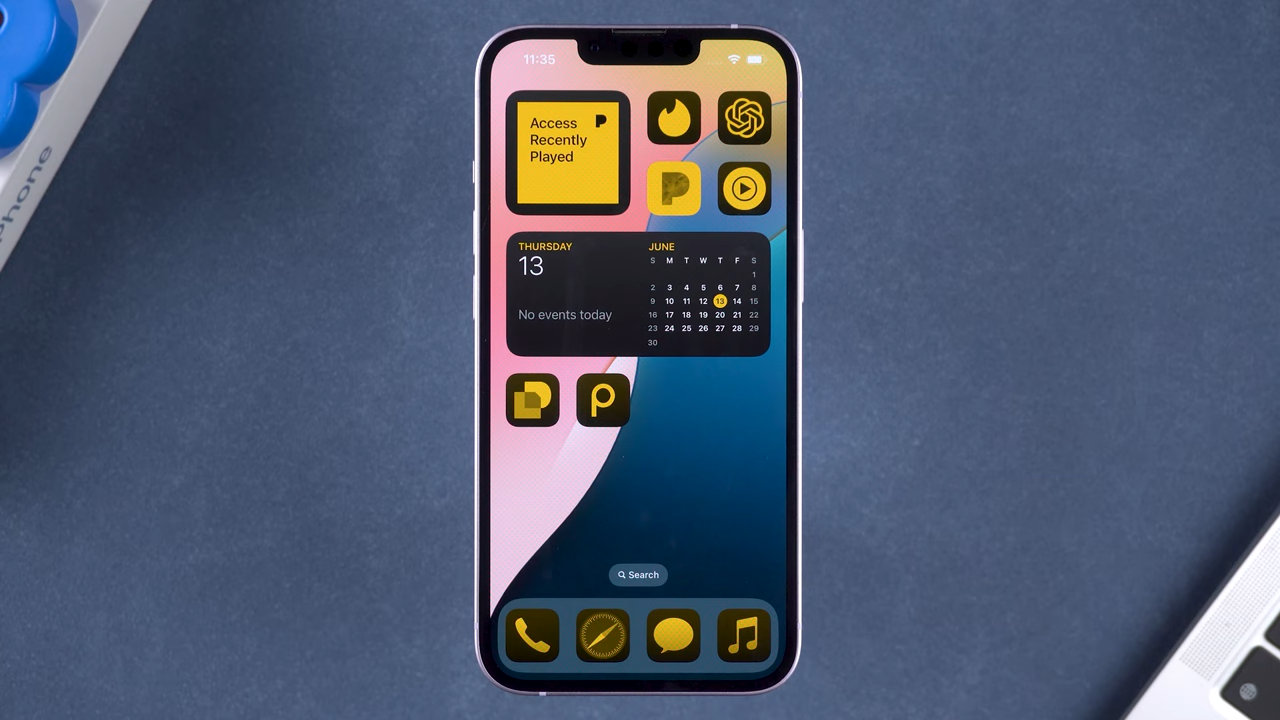 11:35
Access
Recently
Played
THURSDAY
13
No events today
JUNE
S M T W T F S
1
2 3 4 5 6 7 8
9 10 11 12 13 14 15
16 17 18 19 20 21 22
23 24 25 26 27 28 29
30
Search
Phone